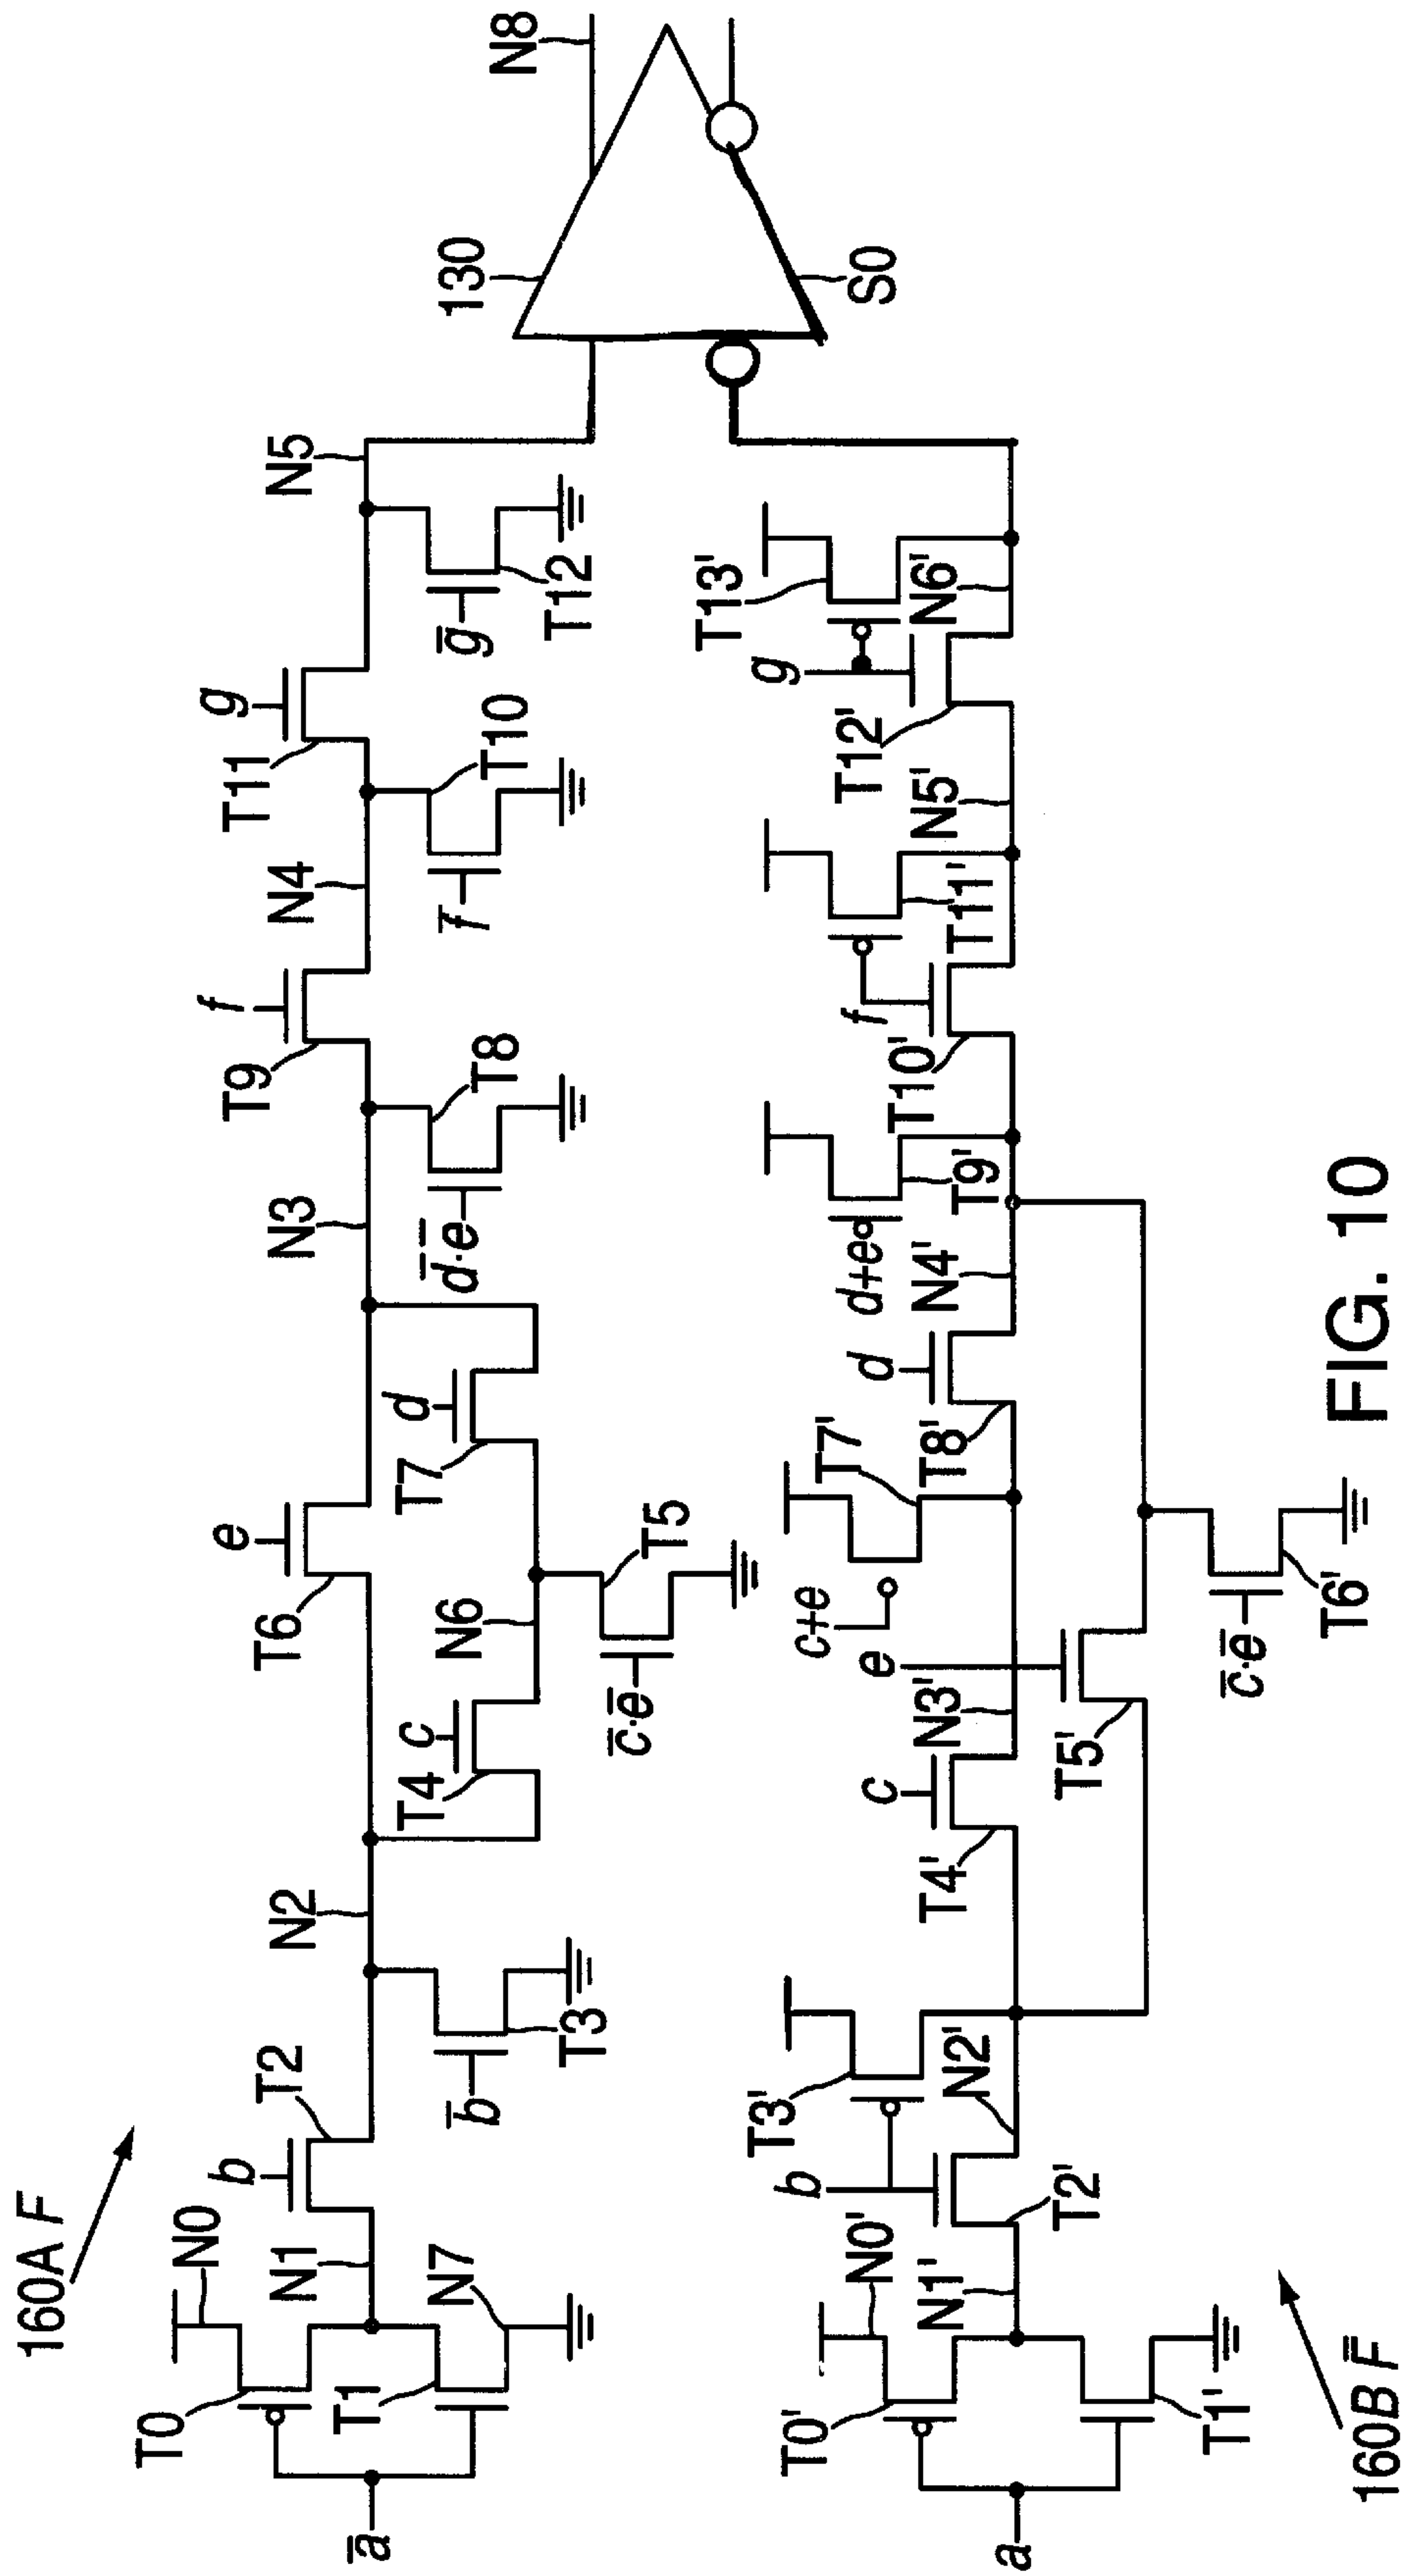 160A F
a̅
T0
N0
T1
N7
N1
b
T2
b̅
T3
N2
c
T4
N6
c̅·e̅
T5
e
T6
d
T7
N3
d̅·e̅
T8
f
T9
N4
f̅
T10
g
T11
g̅
T12
N5
130
S0
N8
160B F̅
a
T0'
N0'
T1'
N1'
b
T2'
T3'
N2'
c
T4'
N3'
e
T5'
c+e
T7'
c̅·e̅
T6'
d
T8'
N4'
d+e
T9'
f
T10'
T11'
N5'
g
T12'
T13'
N6'
FIG. 10